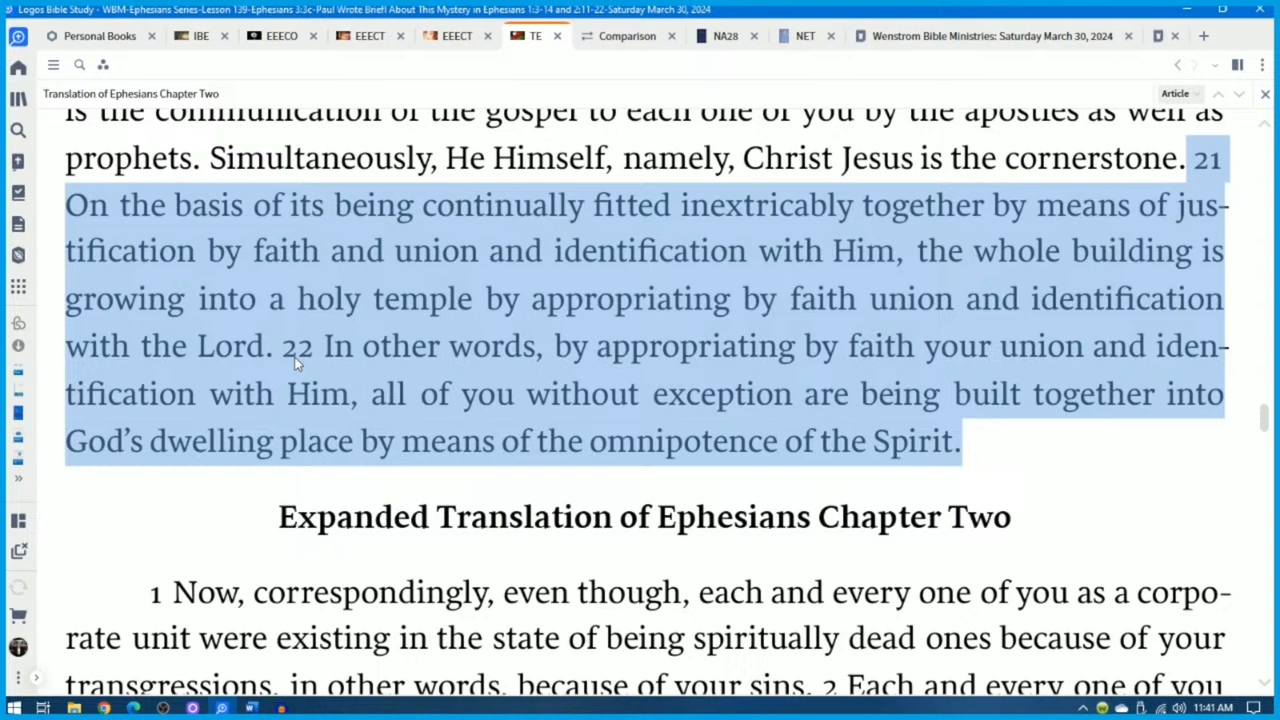 Logos Bible Study - WBM-Ephesians Series-Lesson 139-Ephesians 3:3c-Paul Wrote Briefl About This Mystery in Ephesians 1:3-14 and 2:11-22-Saturday March 30, 2024
Personal Books IBE EEECO EEECT EEECT TE Comparison NA28 NET Wenstrom Bible Ministries: Saturday March 30, 2024
Translation of Ephesians Chapter Two Article
is the communication of the gospel to each one of you by the apostles as well as
prophets. Simultaneously, He Himself, namely, Christ Jesus is the cornerstone. 21
On the basis of its being continually fitted inextricably together by means of jus-
tification by faith and union and identification with Him, the whole building is
growing into a holy temple by appropriating by faith union and identification
with the Lord. 22 In other words, by appropriating by faith your union and iden-
tification with Him, all of you without exception are being built together into
God's dwelling place by means of the omnipotence of the Spirit.
Expanded Translation of Ephesians Chapter Two
1 Now, correspondingly, even though, each and every one of you as a corpo-
rate unit were existing in the state of being spiritually dead ones because of your
transgressions, in other words, because of your sins. 2 Each and every one of you
11:41 AM